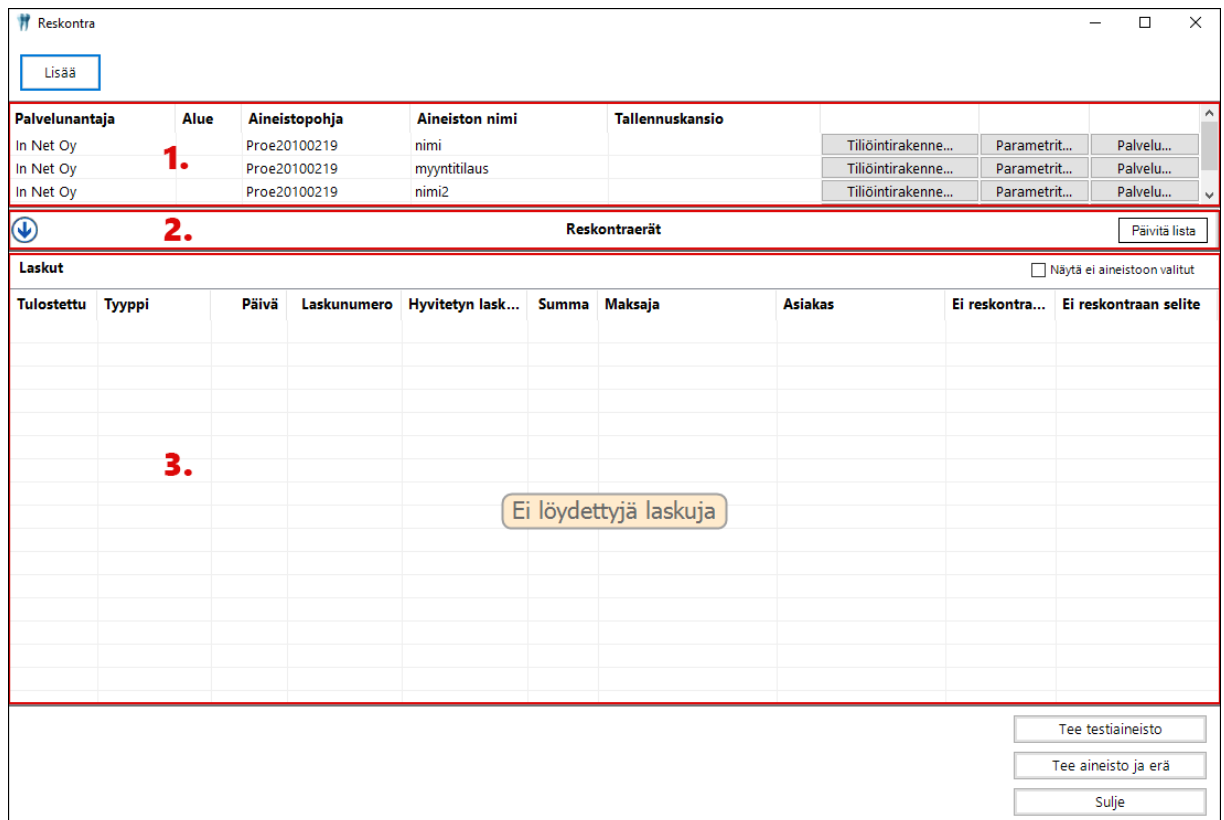 Reskontra
Lisää
Palvelunantaja Alue Aineistopohja Aineiston nimi Tallennuskansio
In Net Oy Proe20100219 nimi Tiliöintirakenne... Parametrit... Palvelu...
In Net Oy Proe20100219 myyntitilaus Tiliöintirakenne... Parametrit... Palvelu...
In Net Oy Proe20100219 nimi2 Tiliöintirakenne... Parametrit... Palvelu...
1.
2. Reskontraerät Päivitä lista
Laskut Näytä ei aineistoon valitut
Tulostettu Tyyppi Päivä Laskunumero Hyvitetyn lask... Summa Maksaja Asiakas Ei reskontra... Ei reskontraan selite
3.
Ei löydettyjä laskuja
Tee testiaineisto
Tee aineisto ja erä
Sulje